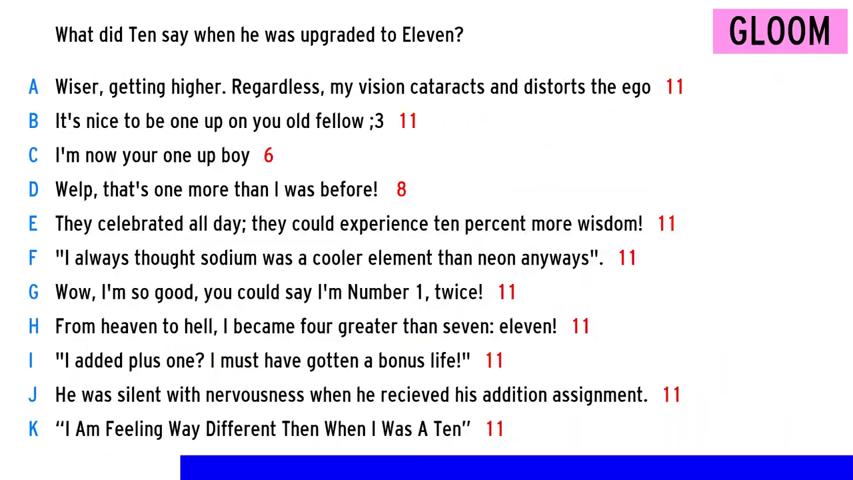 What did Ten say when he was upgraded to Eleven?
GLOOM
A Wiser, getting higher. Regardless, my vision cataracts and distorts the ego 11
B It's nice to be one up on you old fellow ;3 11
C I'm now your one up boy 6
D Welp, that's one more than I was before! 8
E They celebrated all day; they could experience ten percent more wisdom! 11
F "I always thought sodium was a cooler element than neon anyways". 11
G Wow, I'm so good, you could say I'm Number 1, twice! 11
H From heaven to hell, I became four greater than seven: eleven! 11
I "I added plus one? I must have gotten a bonus life!" 11
J He was silent with nervousness when he recieved his addition assignment. 11
K “I Am Feeling Way Different Then When I Was A Ten” 11